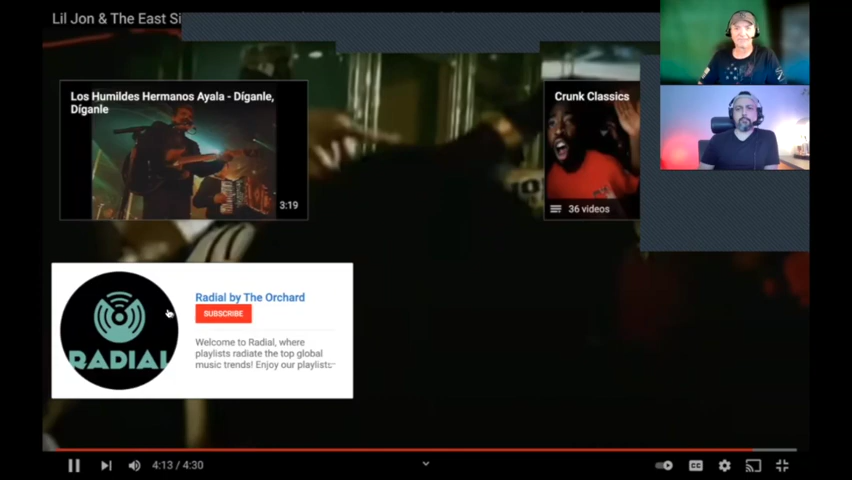 Lil Jon & The East Si
Los Humildes Hermanos Ayala - Díganle,
Díganle
3:19
Crunk Classics
36 videos
RADIAL
Radial by The Orchard
SUBSCRIBE
Welcome to Radial, where
playlists radiate the top global
music trends! Enjoy our playlists
4:13 / 4:30
CC